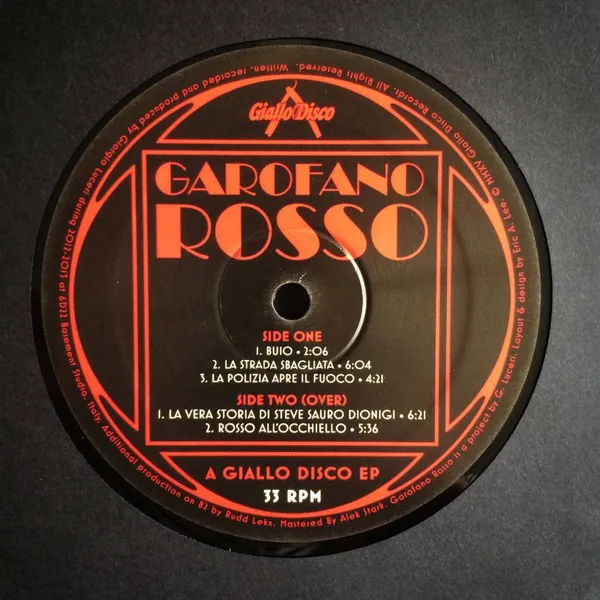 Giallo Disco
GAROFANO
ROSSO
SIDE ONE
1. BUIO • 2:06
2. LA STRADA SBAGLIATA • 6:04
3. LA POLIZIA APRE IL FUOCO • 4:21
SIDE TWO (OVER)
1. LA VERA STORIA DI STEVE SAURO DIONIGI • 6:21
2. ROSSO ALL'OCCHIELLO • 5:36
A GIALLO DISCO EP
33 RPM
© MMXV Giallo Disco Records. All Rights Reserved. Written, recorded and produced by Giorgio Luceri during 2012-2013 at 6D22 Basement Studio, Italy. Additional production on B2 by Rudd Lekx. Mastered By Alek Stark. Garofano Rosso is a project by G. Luceri. Layout & design by Eric A. Lee.